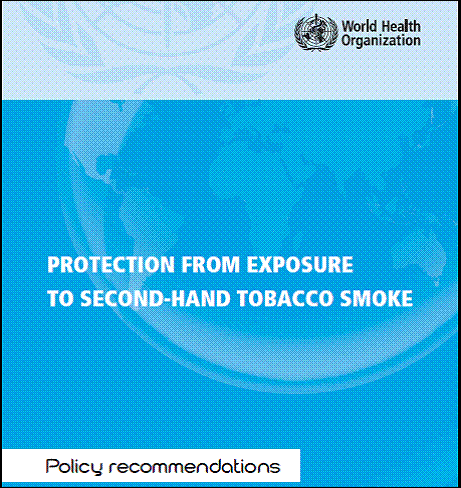 World Health
Organization
PROTECTION FROM EXPOSURE
TO SECOND-HAND TOBACCO SMOKE
Policy recommendations